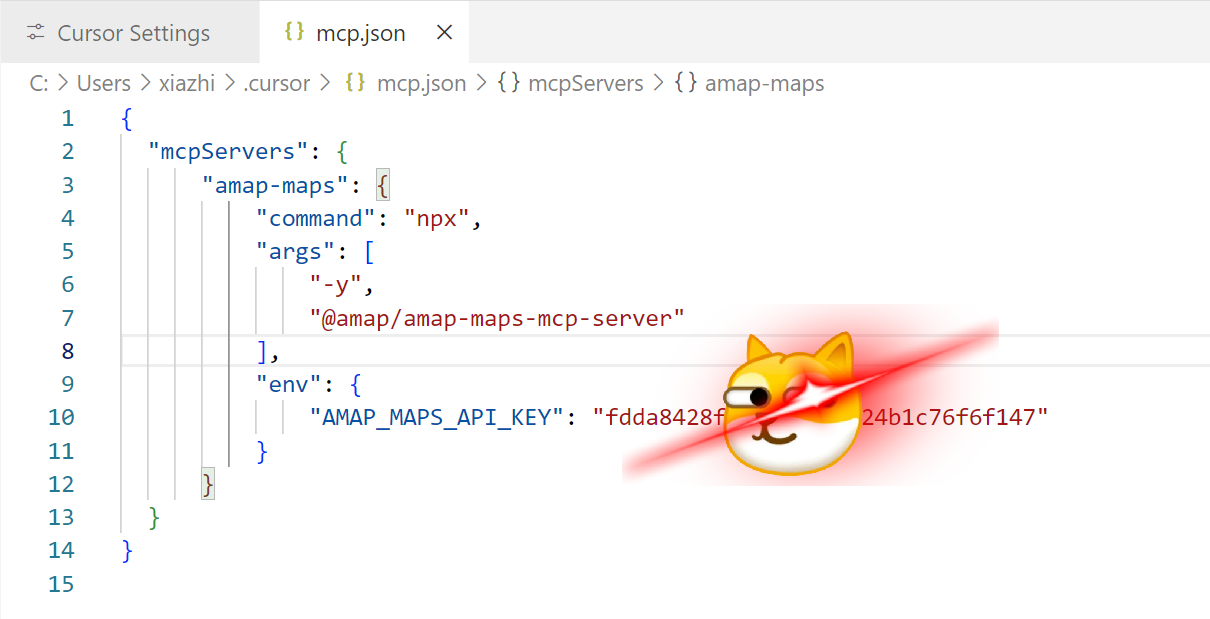 Cursor Settings
mcp.json
C: > Users > xiazhi > .cursor > {} mcp.json > {} mcpServers > {} amap-maps
1 {
2 "mcpServers": {
3 "amap-maps": {
4 "command": "npx",
5 "args": [
6 "-y",
7 "@amap/amap-maps-mcp-server"
8 ],
9 "env": {
10 "AMAP_MAPS_API_KEY": "fdda8428f 24b1c76f6f147"
11 }
12 }
13 }
14 }
15